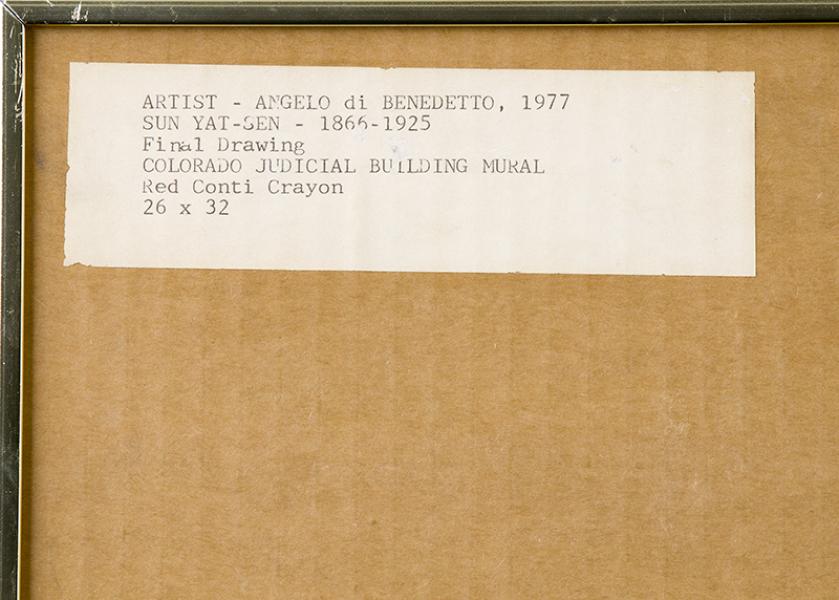 ARTIST - ANGELO di BENEDETTO, 1977
SUN YAT-SEN - 1866-1925
Final Drawing
COLORADO JUDICIAL BUILDING MURAL
Red Conti Crayon
26 x 32